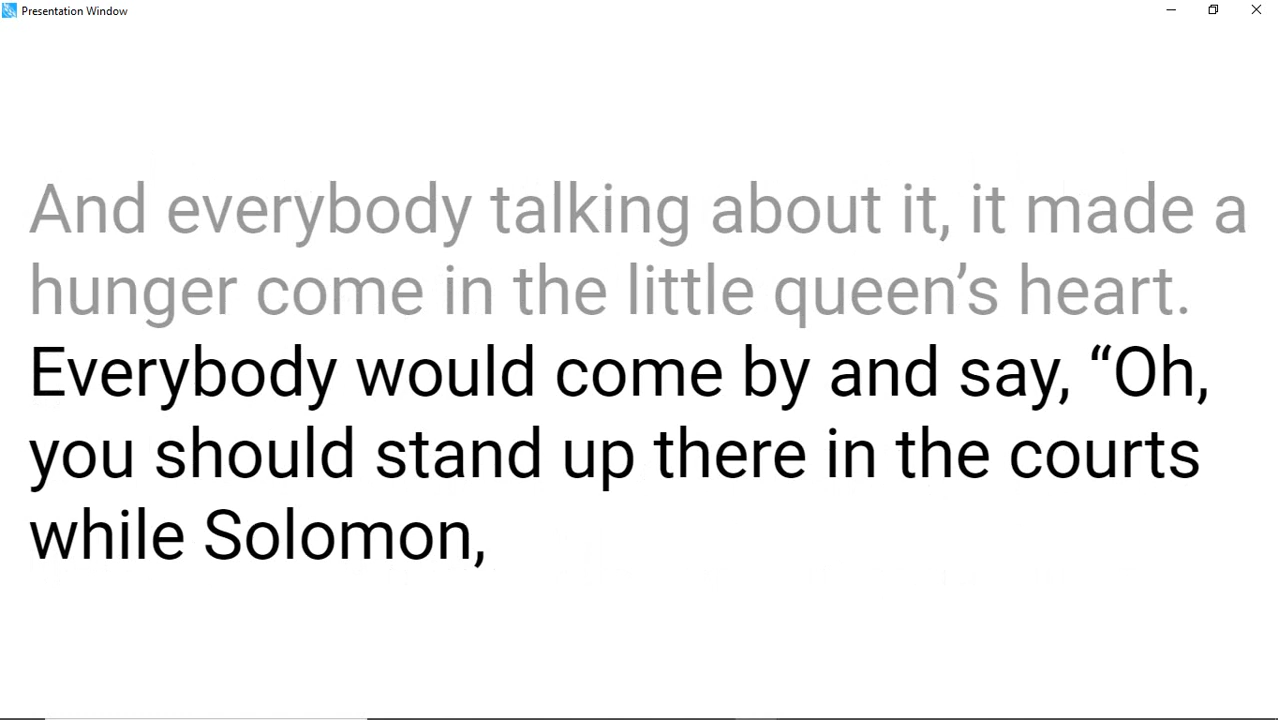 Presentation Window
And everybody talking about it, it made a
hunger come in the little queen’s heart.
Everybody would come by and say, “Oh,
you should stand up there in the courts
while Solomon,